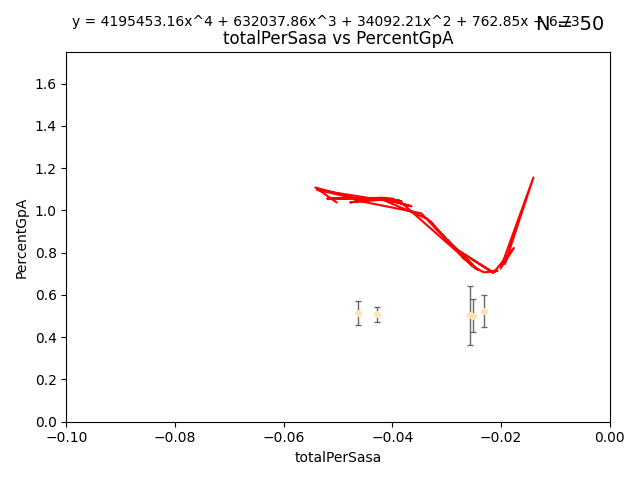 y = 4195453.16x^4 + 632037.86x^3 + 34092.21x^2 + 762.85x + 6.73
N = 50
totalPerSasa vs PercentGpA
PercentGpA
1.6
1.4
1.2
1.0
0.8
0.6
0.4
0.2
0.0
−0.10 −0.08 −0.06 −0.04 −0.02 0.00
totalPerSasa